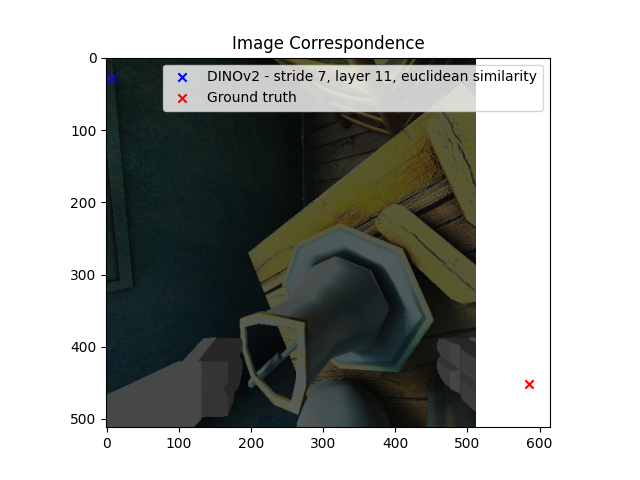 Image Correspondence
DINOv2 - stride 7, layer 11, euclidean similarity
Ground truth
0
100
200
300
400
500
0 100 200 300 400 500 600